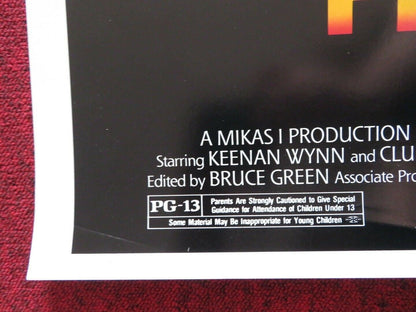 A MIKAS I PRODUCTION
Starring KEENAN WYNN and CLU
Edited by BRUCE GREEN Associate Pro
PG-13 Parents Are Strongly Cautioned to Give Special
Guidance for Attendance of Children Under 13
Some Material May Be Inappropriate for Young Children